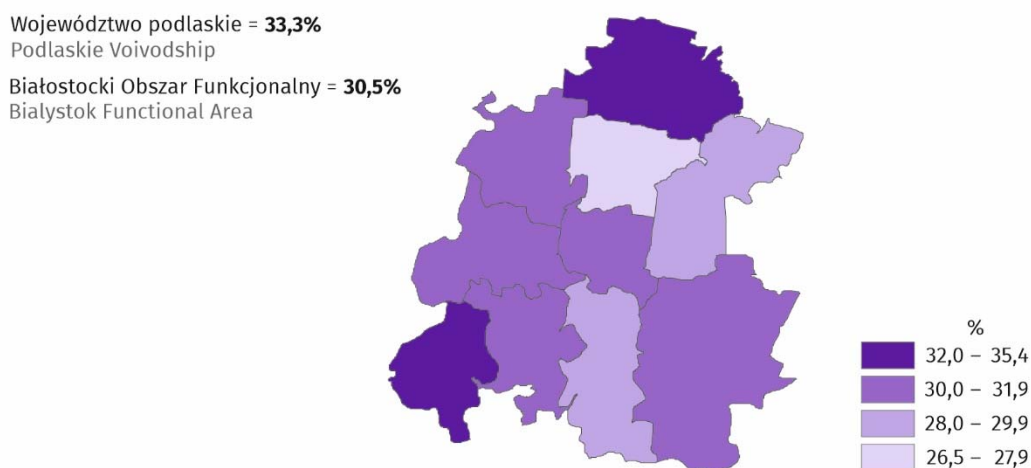 Województwo podlaskie = 33,3%
Podlaskie Voivodship
Białostocki Obszar Funkcjonalny = 30,5%
Bialystok Functional Area
%
32,0 – 35,4
30,0 – 31,9
28,0 – 29,9
26,5 – 27,9